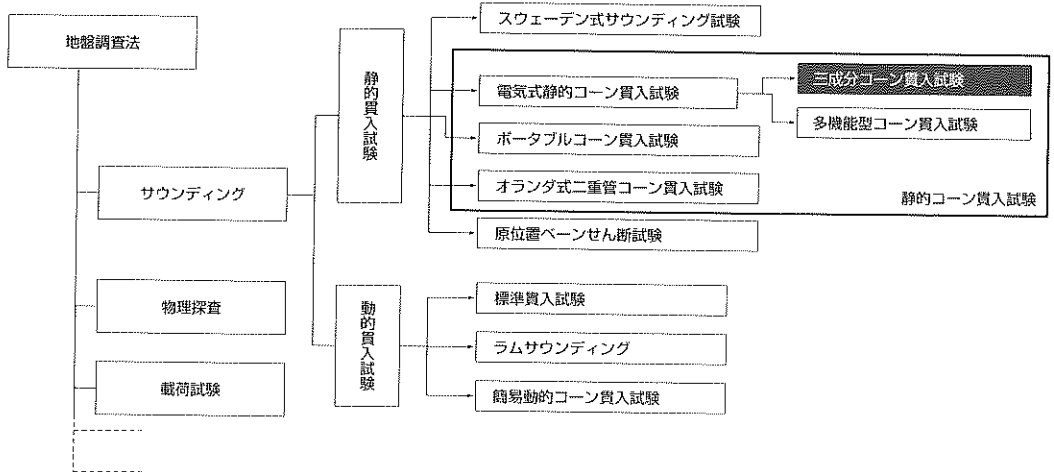 地盤調査法
サウンディング
物理探査
載荷試験
静的貫入試験
動的貫入試験
スウェーデン式サウンディング試験
電気式静的コーン貫入試験
三成分コーン貫入試験
多機能型コーン貫入試験
ポータブルコーン貫入試験
オランダ式二重管コーン貫入試験
静的コーン貫入試験
原位置ベーンせん断試験
標準貫入試験
ラムサウンディング
簡易動的コーン貫入試験